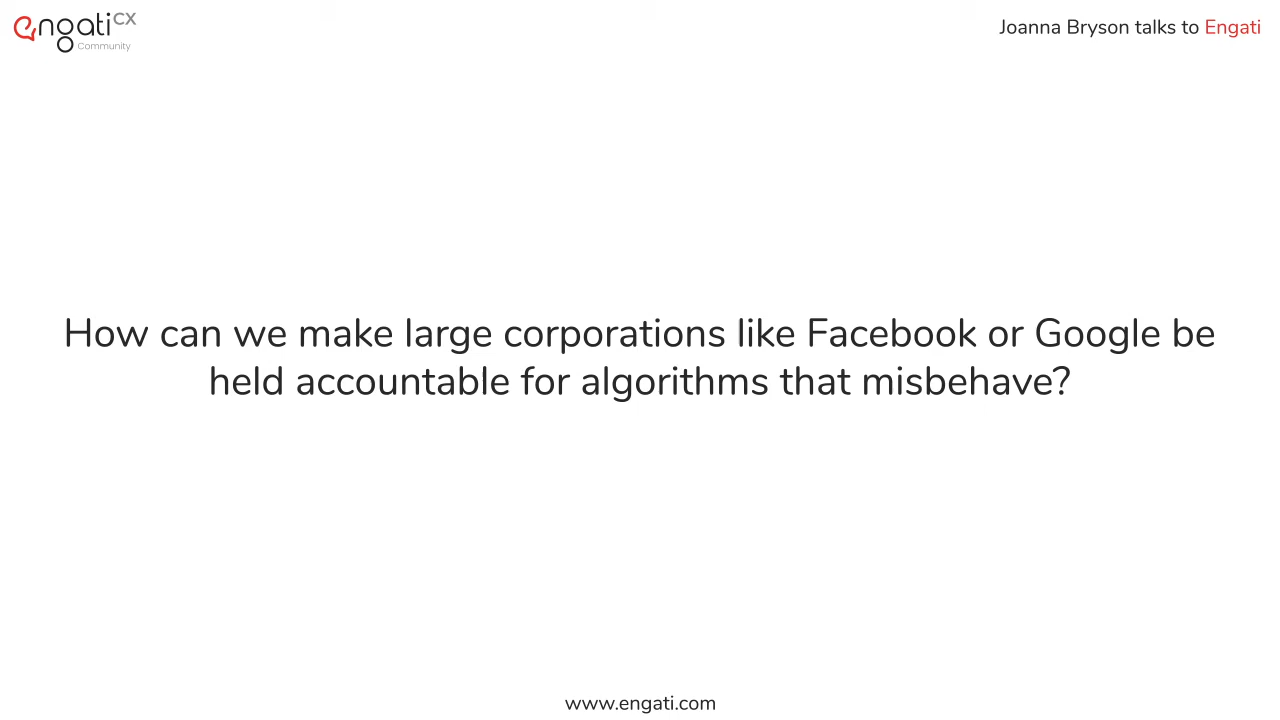 engati CX
Community
Joanna Bryson talks to Engati
How can we make large corporations like Facebook or Google be
held accountable for algorithms that misbehave?
www.engati.com